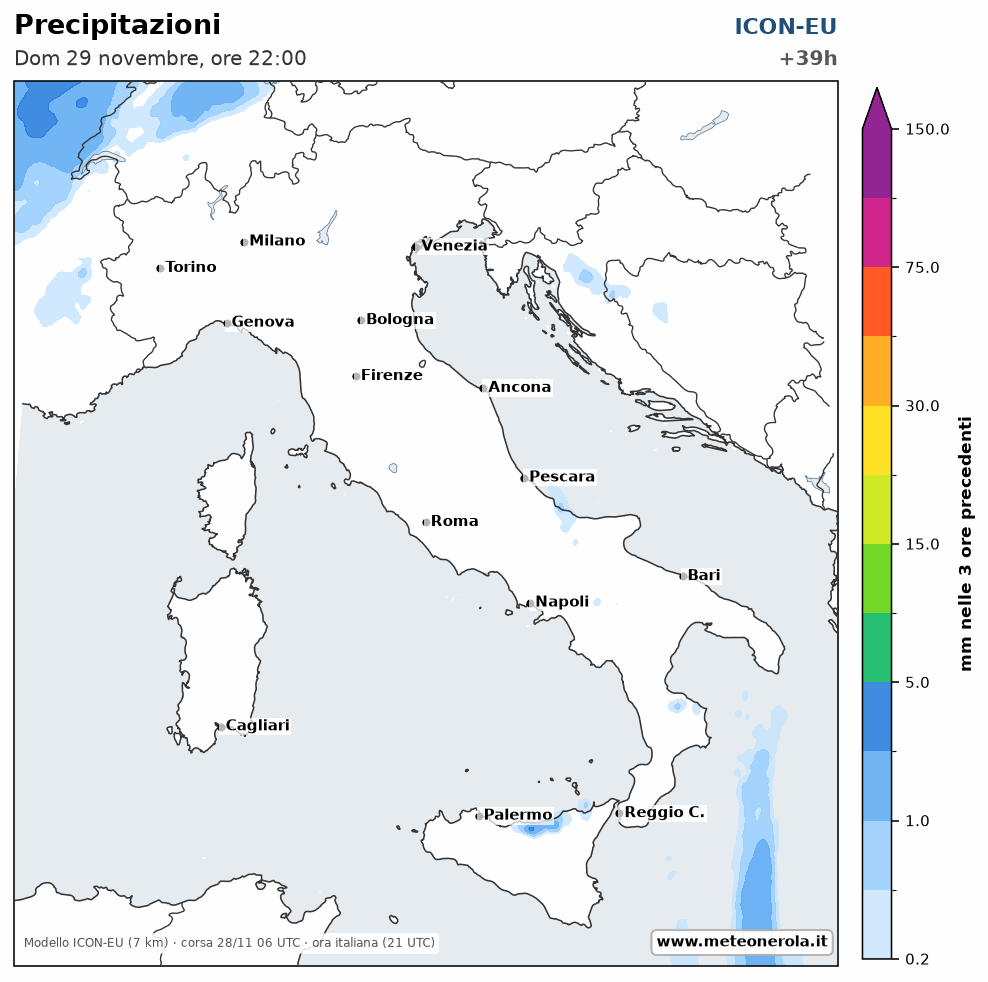 Precipitazioni
ICON-EU
Dom 29 novembre, ore 22:00
+39h
150.0
75.0
30.0
15.0
5.0
1.0
0.2
mm nelle 3 ore precedenti
Milano
Venezia
Torino
Genova
Bologna
Firenze
Ancona
Pescara
Roma
Bari
Napoli
Cagliari
Palermo
Reggio C.
Modello ICON-EU (7 km) · corsa 28/11 06 UTC · ora italiana (21 UTC)
www.meteonerola.it